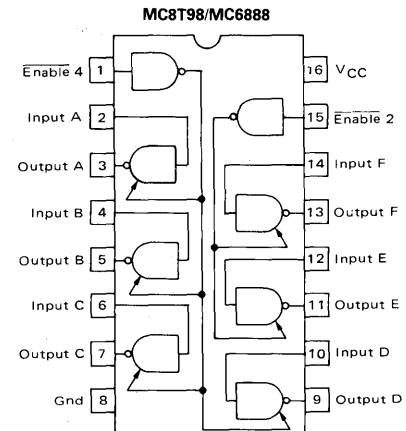 MC8T98/MC6888
Enable 4 1
Input A 2
Output A 3
Input B 4
Output B 5
Input C 6
Output C 7
Gnd 8
16 VCC
15 Enable 2
14 Input F
13 Output F
12 Input E
11 Output E
10 Input D
9 Output D